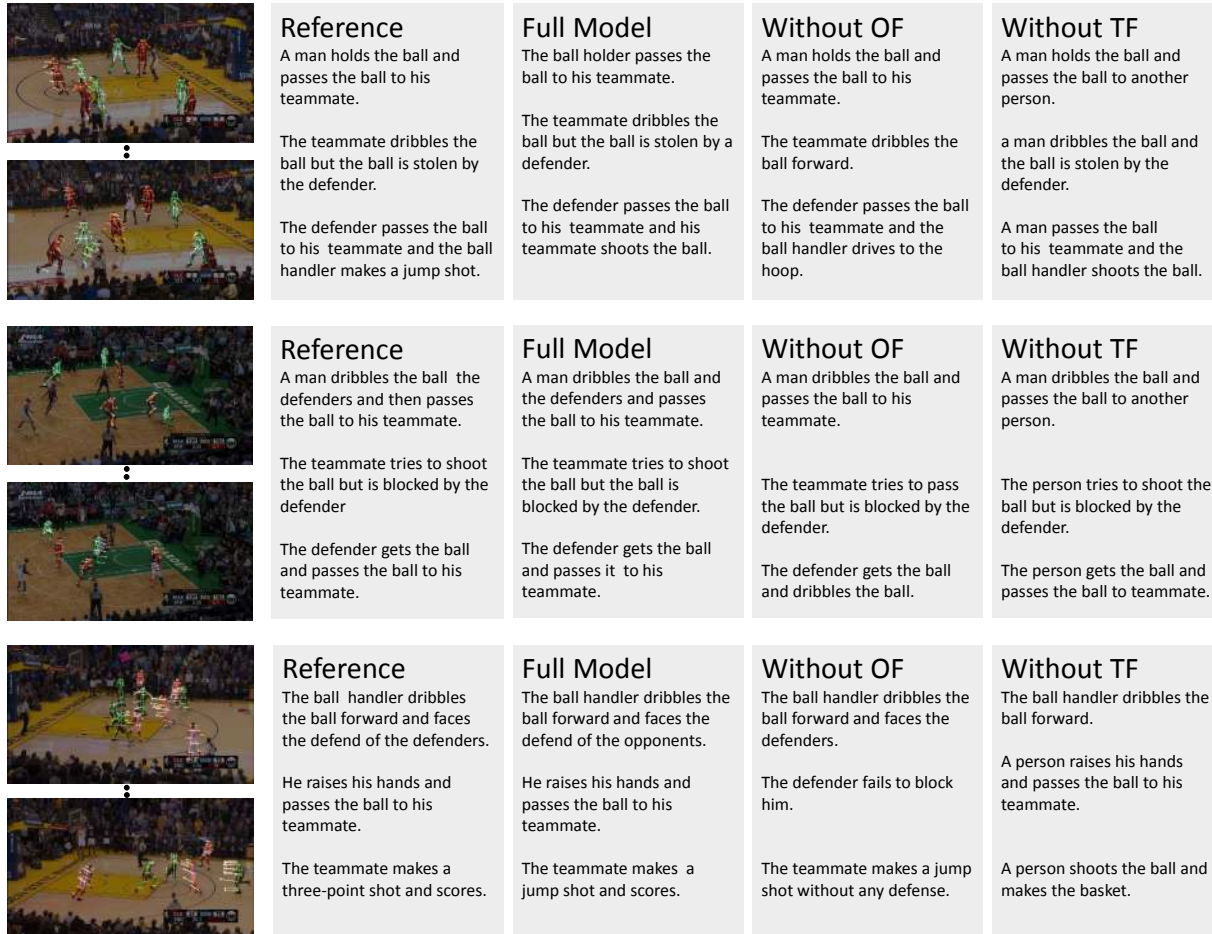 Reference
A man holds the ball and
passes the ball to his
teammate.
The teammate dribbles the
ball but the ball is stolen by
the defender.
The defender passes the ball
to his teammate and the ball
handler makes a jump shot.
Full Model
The ball holder passes the
ball to his teammate.
The teammate dribbles the
ball but the ball is stolen by a
defender.
The defender passes the ball
to his teammate and his
teammate shoots the ball.
Without OF
A man holds the ball and
passes the ball to his
teammate.
The teammate dribbles the
ball forward.
The defender passes the ball
to his teammate and the
ball handler drives to the
hoop.
Without TF
A man holds the ball and
passes the ball to another
person.
a man dribbles the ball and
the ball is stolen by the
defender.
A man passes the ball
to his teammate and the
ball handler shoots the ball.
Reference
A man dribbles the ball the
defenders and then passes
the ball to his teammate.
The teammate tries to shoot
the ball but is blocked by the
defender
The defender gets the ball
and passes the ball to his
teammate.
Full Model
A man dribbles the ball and
the defenders and passes
the ball to his teammate.
The teammate tries to shoot
the ball but the ball is
blocked by the defender.
The defender gets the ball
and passes it to his
teammate.
Without OF
A man dribbles the ball and
passes the ball to his
teammate.
The teammate tries to pass
the ball but is blocked by the
defender.
The defender gets the ball
and dribbles the ball.
Without TF
A man dribbles the ball and
passes the ball to another
person.
The person tries to shoot the
ball but is blocked by the
defender.
The person gets the ball and
passes the ball to teammate.
Reference
The ball handler dribbles
the ball forward and faces
the defend of the defenders.
He raises his hands and
passes the ball to his
teammate.
The teammate makes a
three-point shot and scores.
Full Model
The ball handler dribbles the
ball forward and faces the
defend of the opponents.
He raises his hands and
passes the ball to his
teammate.
The teammate makes a
jump shot and scores.
Without OF
The ball handler dribbles the
ball forward and faces the
defenders.
The defender fails to block
him.
The teammate makes a jump
shot without any defense.
Without TF
The ball handler dribbles the
ball forward.
A person raises his hands
and passes the ball to his
teammate.
A person shoots the ball and
makes the basket.